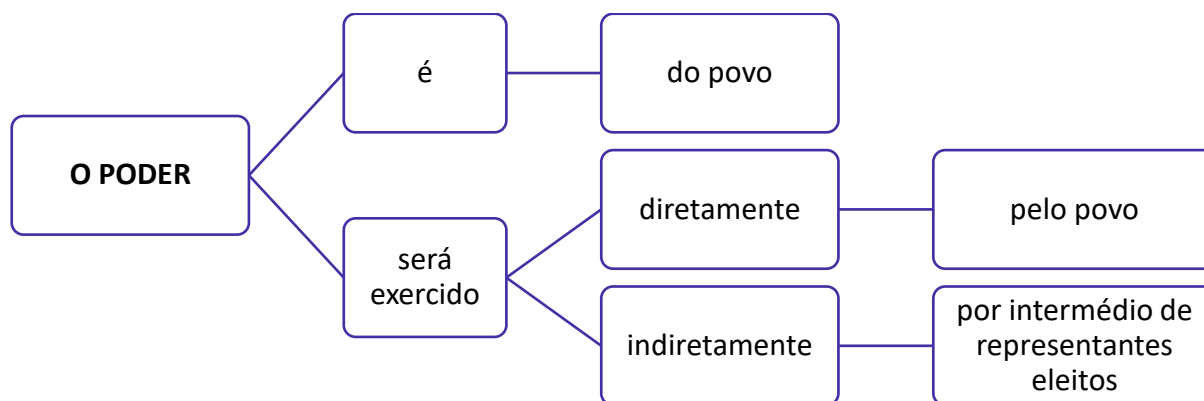 O PODER
é
do povo
será
exercido
diretamente
pelo povo
indiretamente
por intermédio de
representantes
eleitos